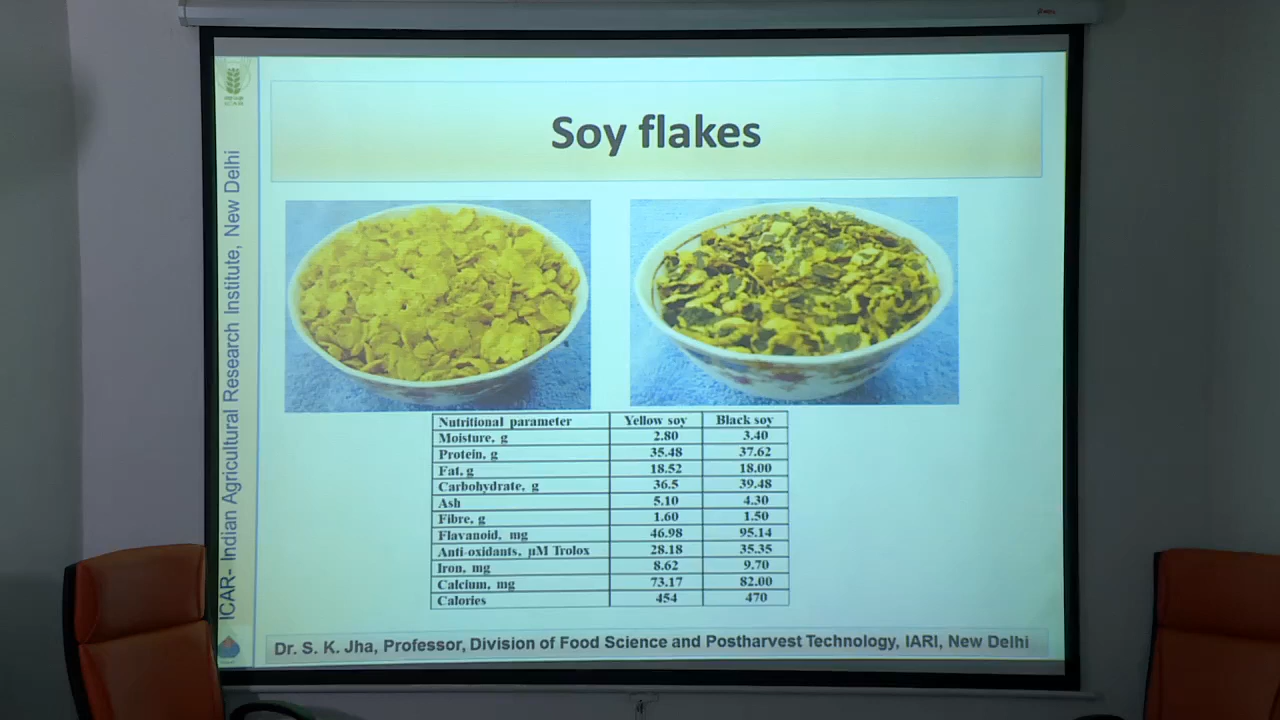 Soy flakes
ICAR- Indian Agricultural Research Institute, New Delhi
Nutritional parameter Yellow soy Black soy
Moisture, g 2.80 3.40
Protein, g 35.48 37.62
Fat, g 18.52 18.00
Carbohydrate, g 36.5 39.48
Ash 5.10 4.30
Fibre, g 1.60 1.50
Flavanoid, mg 46.98 95.14
Anti-oxidants, µM Trolox 28.18 35.35
Iron, mg 8.62 9.70
Calcium, mg 73.17 82.00
Calories 454 470
Dr. S. K. Jha, Professor, Division of Food Science and Postharvest Technology, IARI, New Delhi